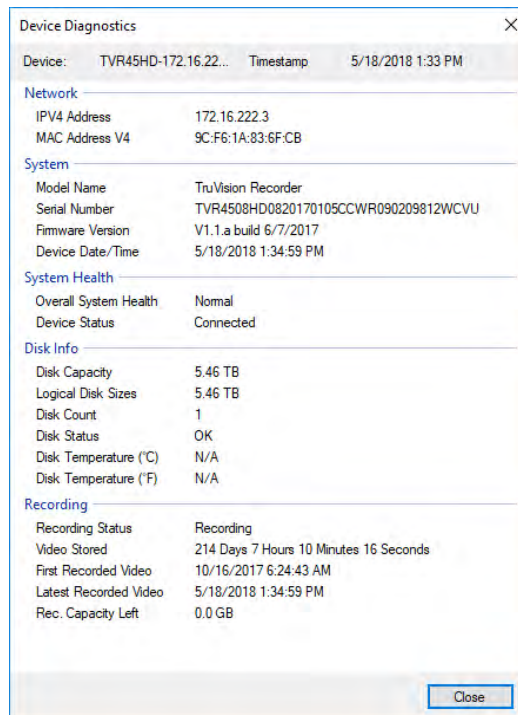 Device Diagnostics
Device: TVR45HD-172.16.22... Timestamp 5/18/2018 1:33 PM
Network
IPV4 Address 172.16.222.3
MAC Address V4 9C:F6:1A:83:6F:CB
System
Model Name TruVision Recorder
Serial Number TVR4508HD0820170105CCWR090209812WCVU
Firmware Version V1.1.a build 6/7/2017
Device Date/Time 5/18/2018 1:34:59 PM
System Health
Overall System Health Normal
Device Status Connected
Disk Info
Disk Capacity 5.46 TB
Logical Disk Sizes 5.46 TB
Disk Count 1
Disk Status OK
Disk Temperature (°C) N/A
Disk Temperature (°F) N/A
Recording
Recording Status Recording
Video Stored 214 Days 7 Hours 10 Minutes 16 Seconds
First Recorded Video 10/16/2017 6:24:43 AM
Latest Recorded Video 5/18/2018 1:34:59 PM
Rec. Capacity Left 0.0 GB
Close